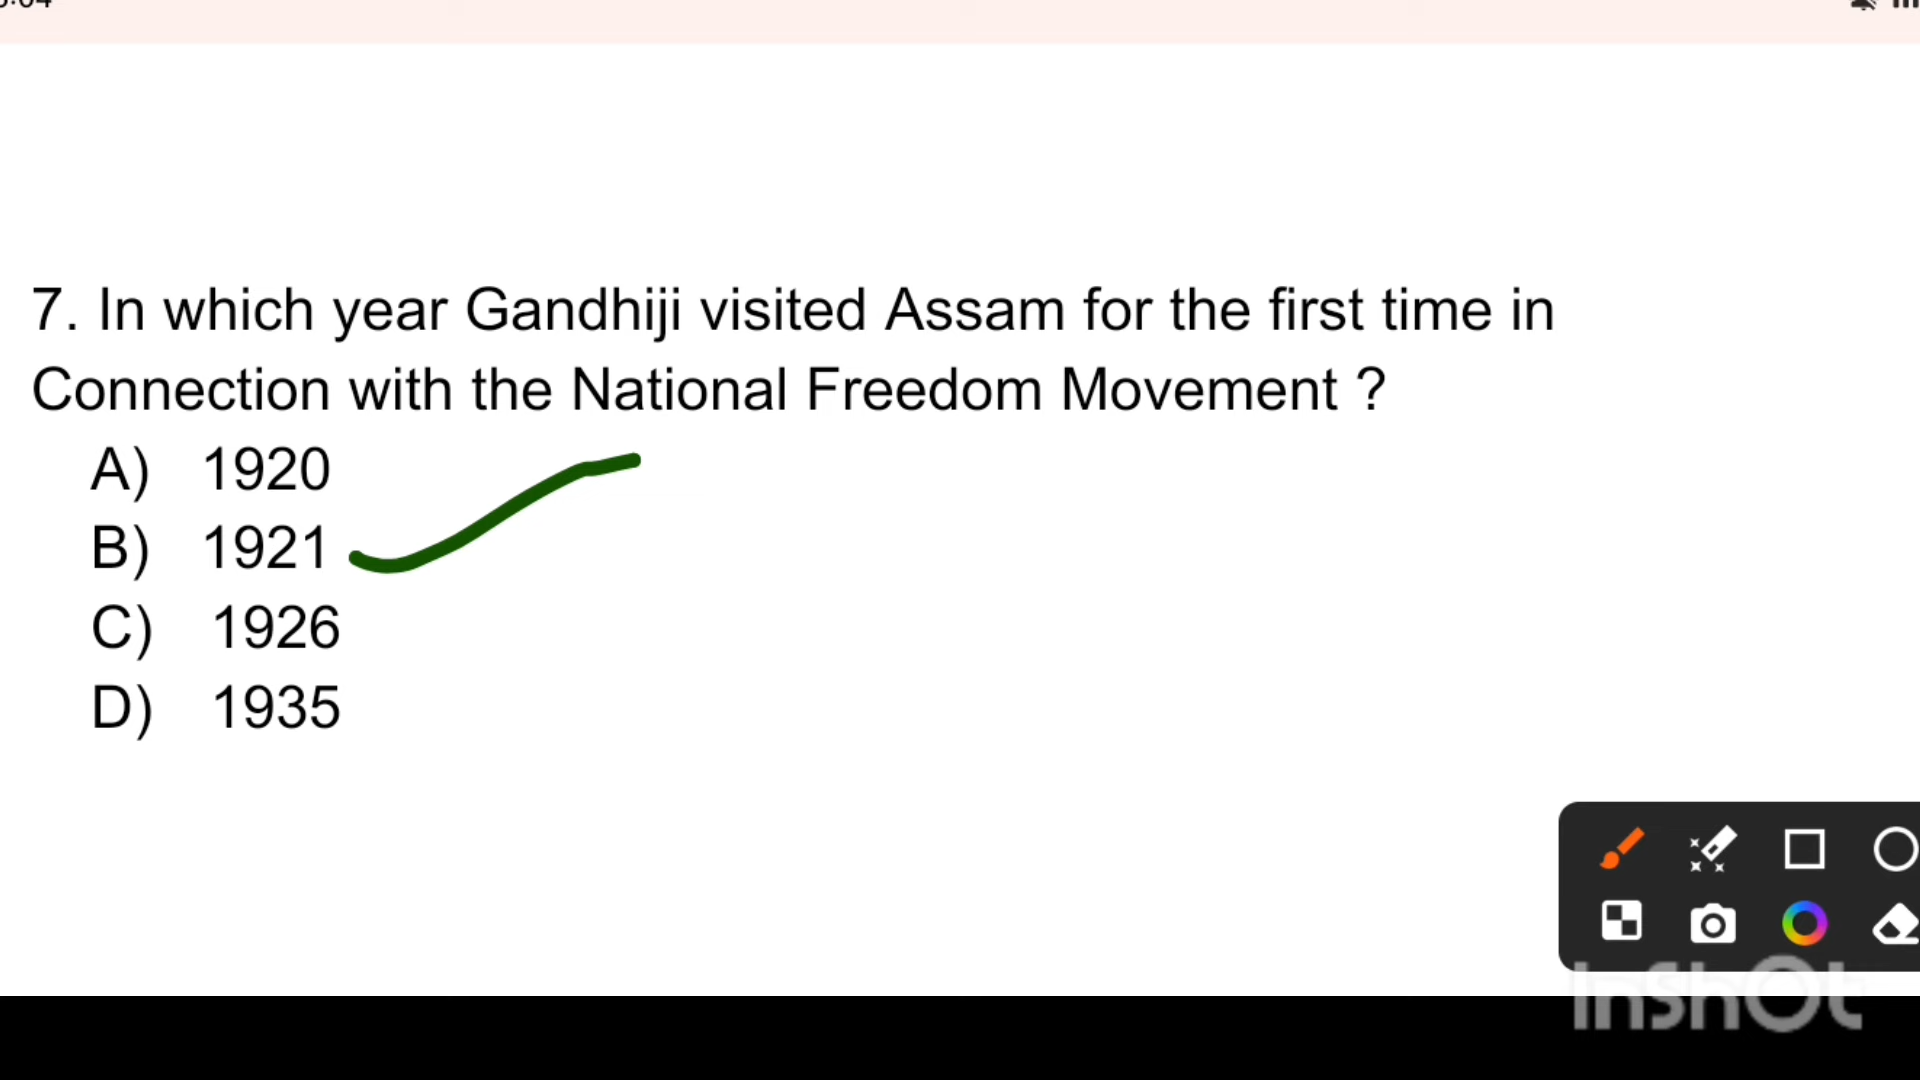 7. In which year Gandhiji visited Assam for the first time in
Connection with the National Freedom Movement ?
A) 1920
B) 1921
C) 1926
D) 1935
InShOt